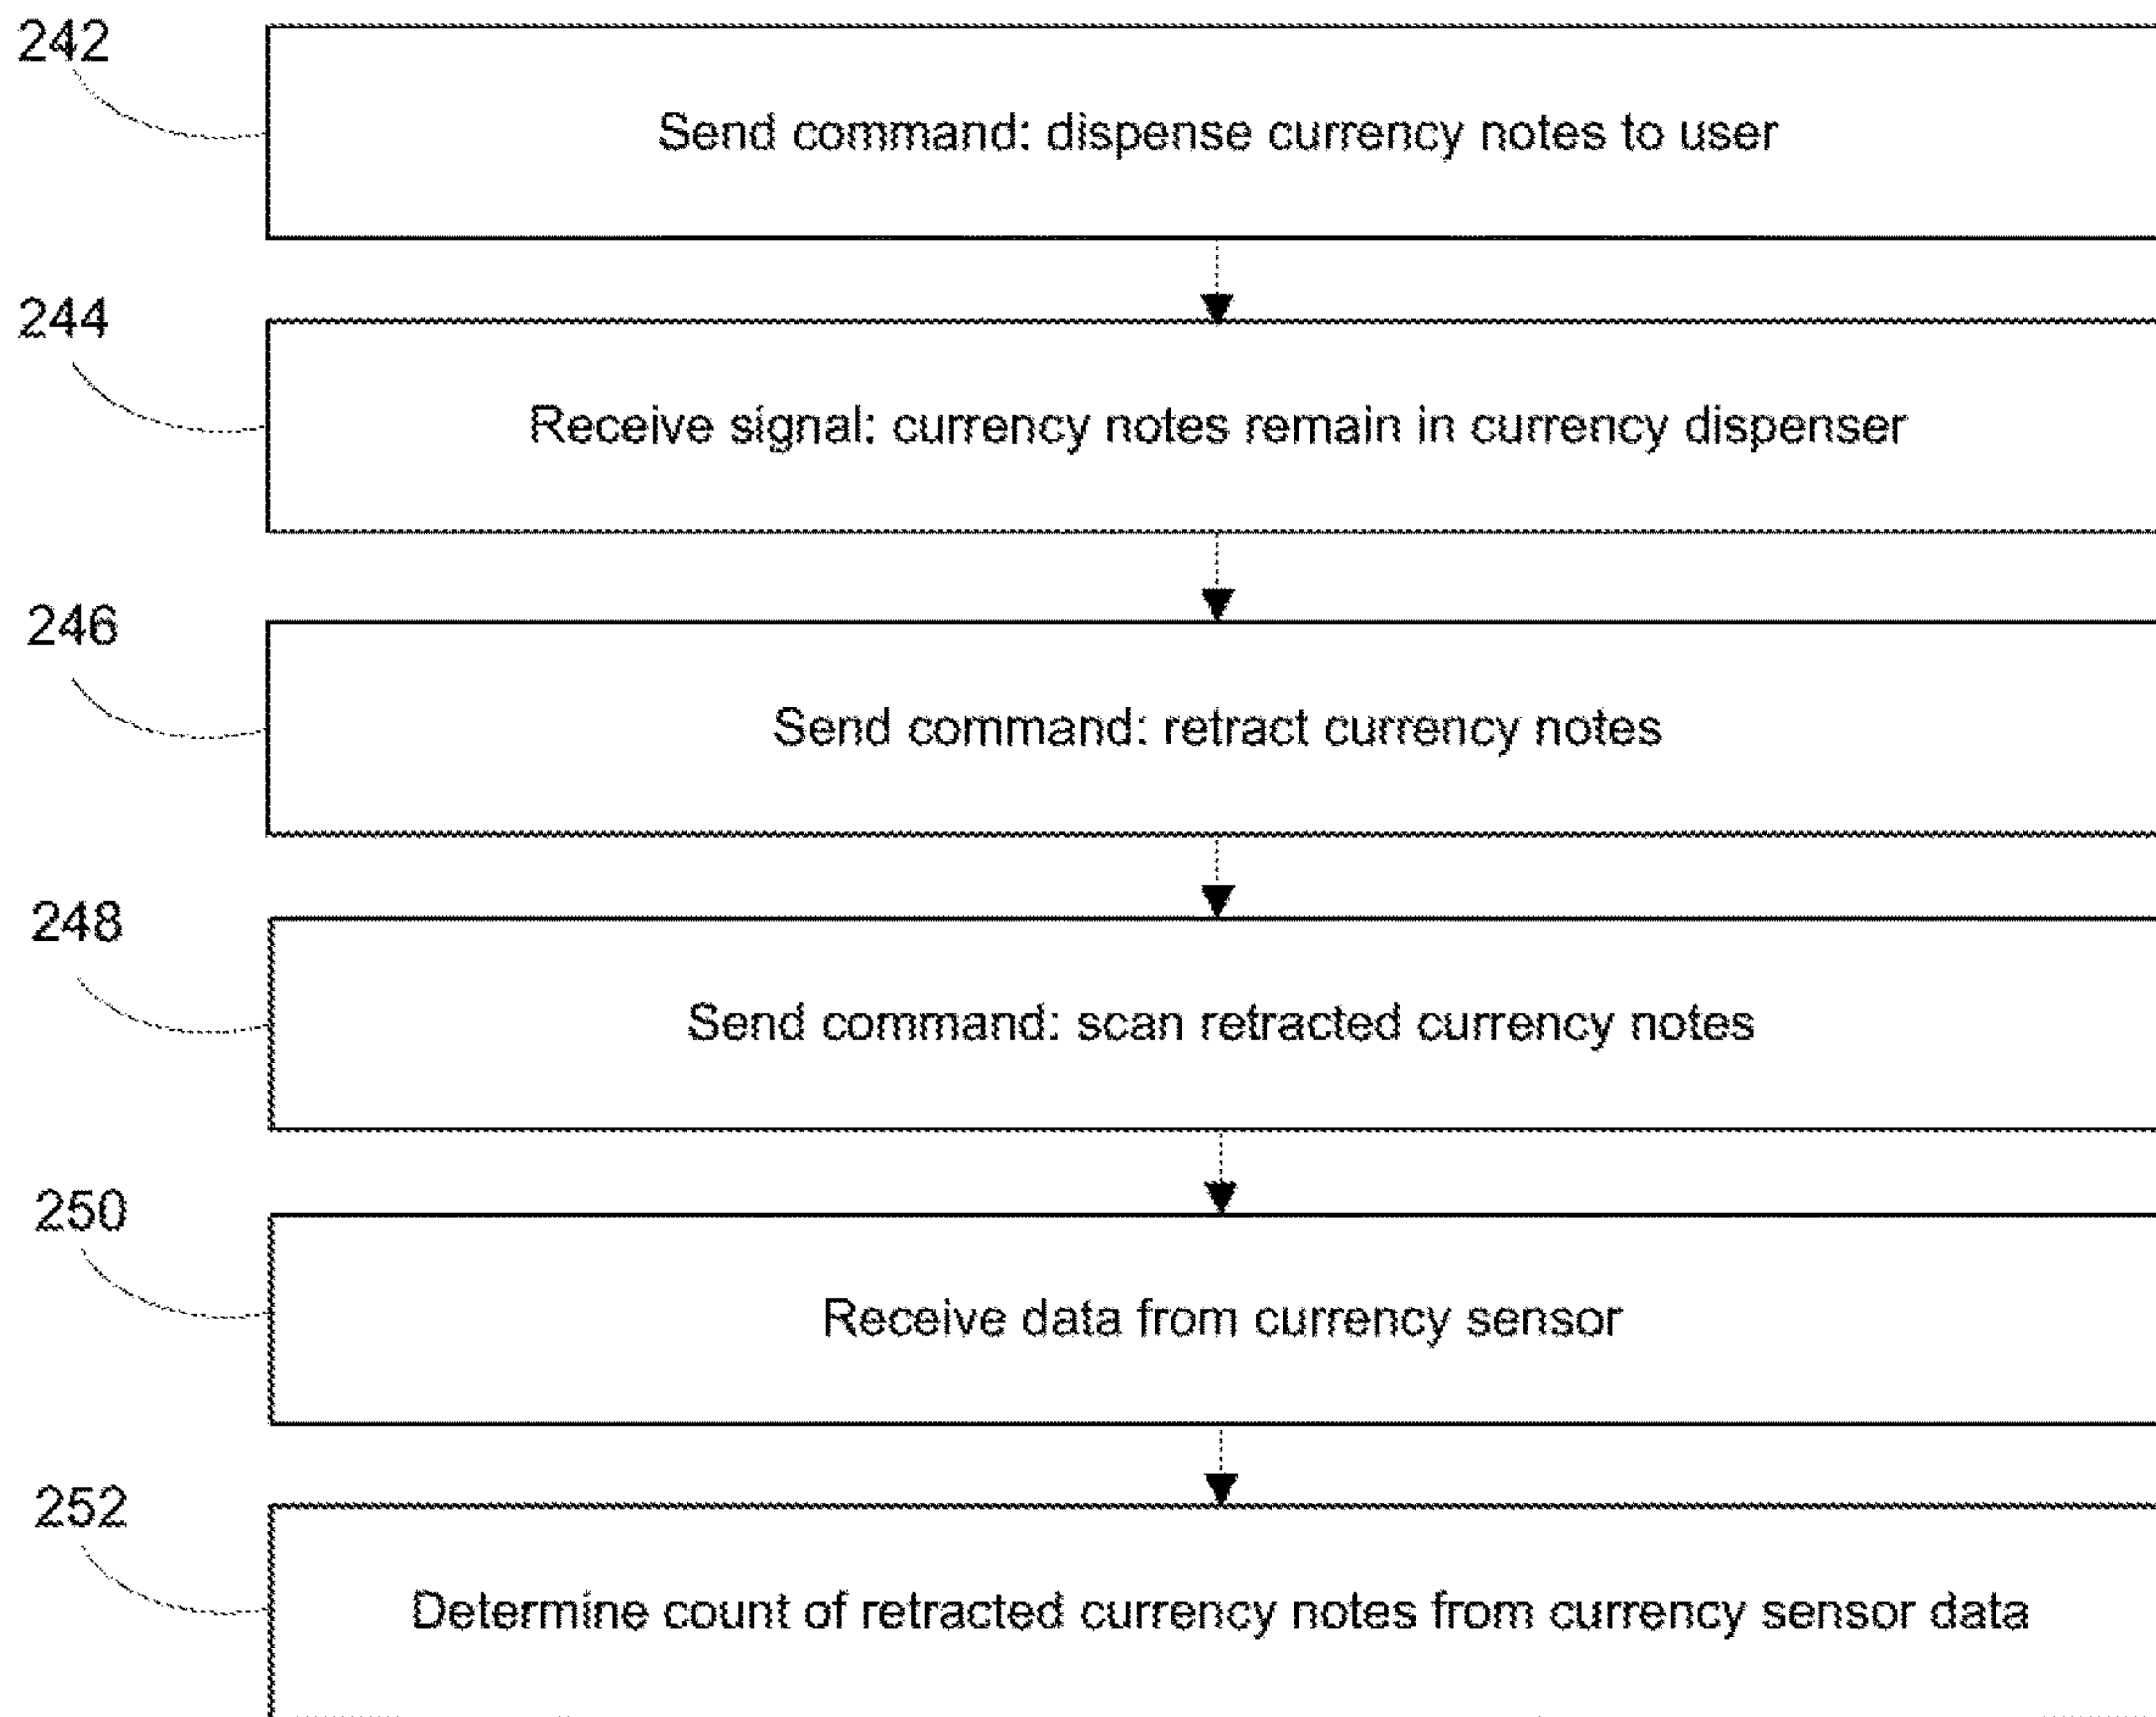 242
Send command: dispense currency notes to user
244
Receive signal: currency notes remain in currency dispenser
246
Send command: retract currency notes
248
Send command: scan retracted currency notes
250
Receive data from currency sensor
252
Determine count of retracted currency notes from currency sensor data